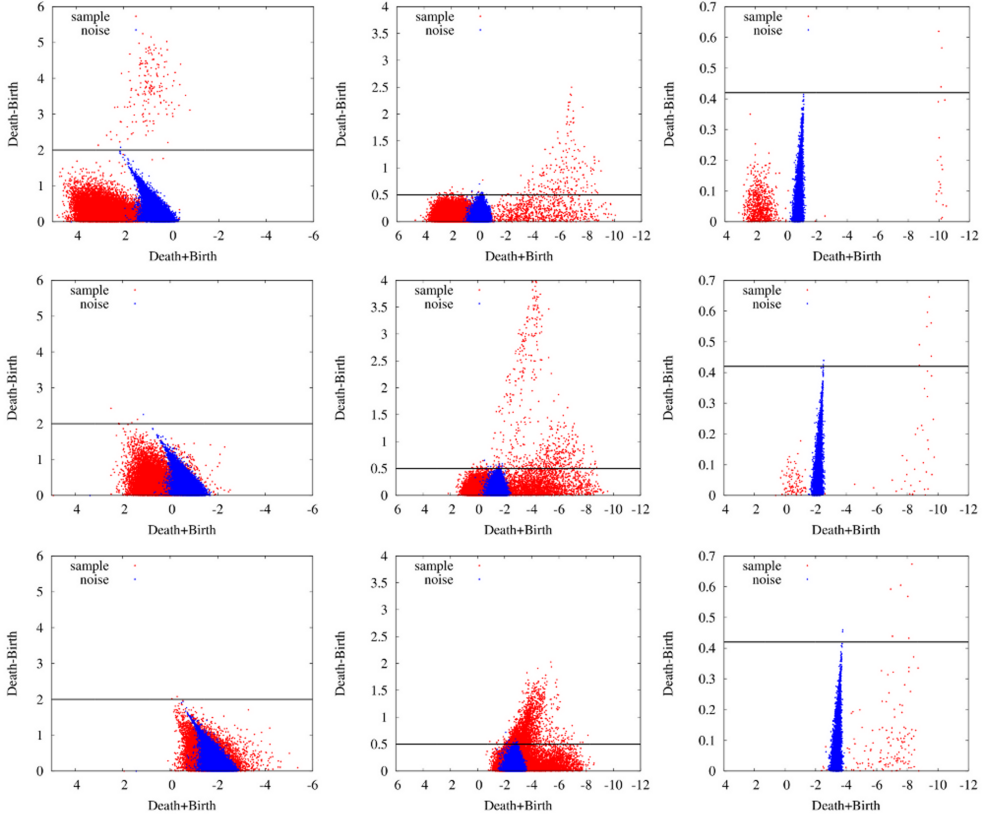 sample
noise
Death-Birth
6
5
4
3
2
1
0
4 2 0 -2 -4 -6
Death+Birth
sample
noise
Death-Birth
4
3.5
3
2.5
2
1.5
1
0.5
0
6 4 2 0 -2 -4 -6 -8 -10 -12
Death+Birth
sample
noise
Death-Birth
0.7
0.6
0.5
0.4
0.3
0.2
0.1
0
4 2 0 -2 -4 -6 -8 -10 -12
Death+Birth
sample
noise
Death-Birth
6
5
4
3
2
1
0
4 2 0 -2 -4 -6
Death+Birth
sample
noise
Death-Birth
4
3.5
3
2.5
2
1.5
1
0.5
0
6 4 2 0 -2 -4 -6 -8 -10 -12
Death+Birth
sample
noise
Death-Birth
0.7
0.6
0.5
0.4
0.3
0.2
0.1
0
4 2 0 -2 -4 -6 -8 -10 -12
Death+Birth
sample
noise
Death-Birth
6
5
4
3
2
1
0
4 2 0 -2 -4 -6
Death+Birth
sample
noise
Death-Birth
4
3.5
3
2.5
2
1.5
1
0.5
0
6 4 2 0 -2 -4 -6 -8 -10 -12
Death+Birth
sample
noise
Death-Birth
0.7
0.6
0.5
0.4
0.3
0.2
0.1
0
4 2 0 -2 -4 -6 -8 -10 -12
Death+Birth